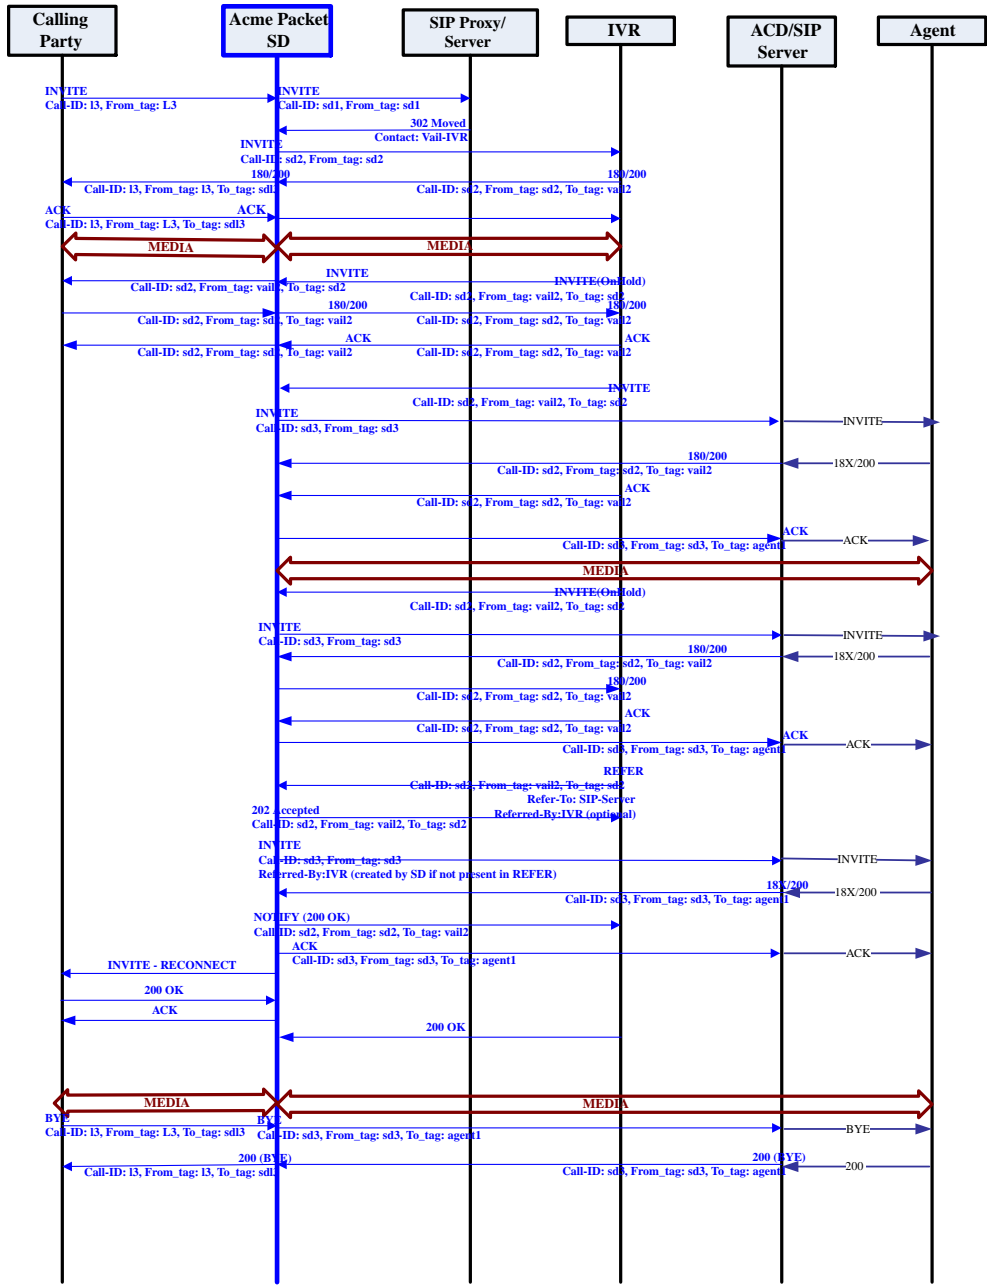 Calling
Party
Acme Packet
SD
SIP Proxy/
Server
IVR
ACD/SIP
Server
Agent
INVITE
Call-ID: l3, From_tag: L3
INVITE
Call-ID: sd1, From_tag: sd1
302 Moved
Contact: Vail-IVR
INVITE
Call-ID: sd2, From_tag: sd2
180/200
Call-ID: l3, From_tag: l3, To_tag: sdl3
180/200
Call-ID: sd2, From_tag: sd2, To_tag: vail2
ACK
Call-ID: l3, From_tag: L3, To_tag: sdl3
ACK
MEDIA
MEDIA
INVITE
Call-ID: sd2, From_tag: vail2, To_tag: sd2
INVITE(OnHold)
Call-ID: sd2, From_tag: vail2, To_tag: sd2
180/200
Call-ID: sd2, From_tag: sd2, To_tag: vail2
180/200
Call-ID: sd2, From_tag: sd2, To_tag: vail2
ACK
Call-ID: sd2, From_tag: sd2, To_tag: vail2
ACK
Call-ID: sd2, From_tag: sd2, To_tag: vail2
INVITE
Call-ID: sd2, From_tag: vail2, To_tag: sd2
INVITE
Call-ID: sd3, From_tag: sd3
INVITE
180/200
Call-ID: sd2, From_tag: sd2, To_tag: vail2
18X/200
ACK
Call-ID: sd2, From_tag: sd2, To_tag: vail2
ACK
Call-ID: sd3, From_tag: sd3, To_tag: agent1
ACK
MEDIA
INVITE(OnHold)
Call-ID: sd2, From_tag: vail2, To_tag: sd2
INVITE
Call-ID: sd3, From_tag: sd3
INVITE
180/200
Call-ID: sd2, From_tag: sd2, To_tag: vail2
18X/200
180/200
Call-ID: sd2, From_tag: sd2, To_tag: vail2
ACK
Call-ID: sd2, From_tag: sd2, To_tag: vail2
ACK
Call-ID: sd3, From_tag: sd3, To_tag: agent1
ACK
REFER
Call-ID: sd2, From_tag: vail2, To_tag: sd2
Refer-To: SIP-Server
Referred-By:IVR (optional)
202 Accepted
Call-ID: sd2, From_tag: vail2, To_tag: sd2
INVITE
Call-ID: sd3, From_tag: sd3
Referred-By:IVR (created by SD if not present in REFER)
INVITE
18X/200
Call-ID: sd3, From_tag: sd3, To_tag: agent1
18X/200
NOTIFY (200 OK)
Call-ID: sd2, From_tag: sd2, To_tag: vail2
ACK
Call-ID: sd3, From_tag: sd3, To_tag: agent1
ACK
INVITE - RECONNECT
200 OK
ACK
200 OK
MEDIA
MEDIA
BYE
Call-ID: l3, From_tag: L3, To_tag: sdl3
BYE
Call-ID: sd3, From_tag: sd3, To_tag: agent1
BYE
200 (BYE)
Call-ID: l3, From_tag: l3, To_tag: sdl3
200 (BYE)
Call-ID: sd3, From_tag: sd3, To_tag: agent1
200